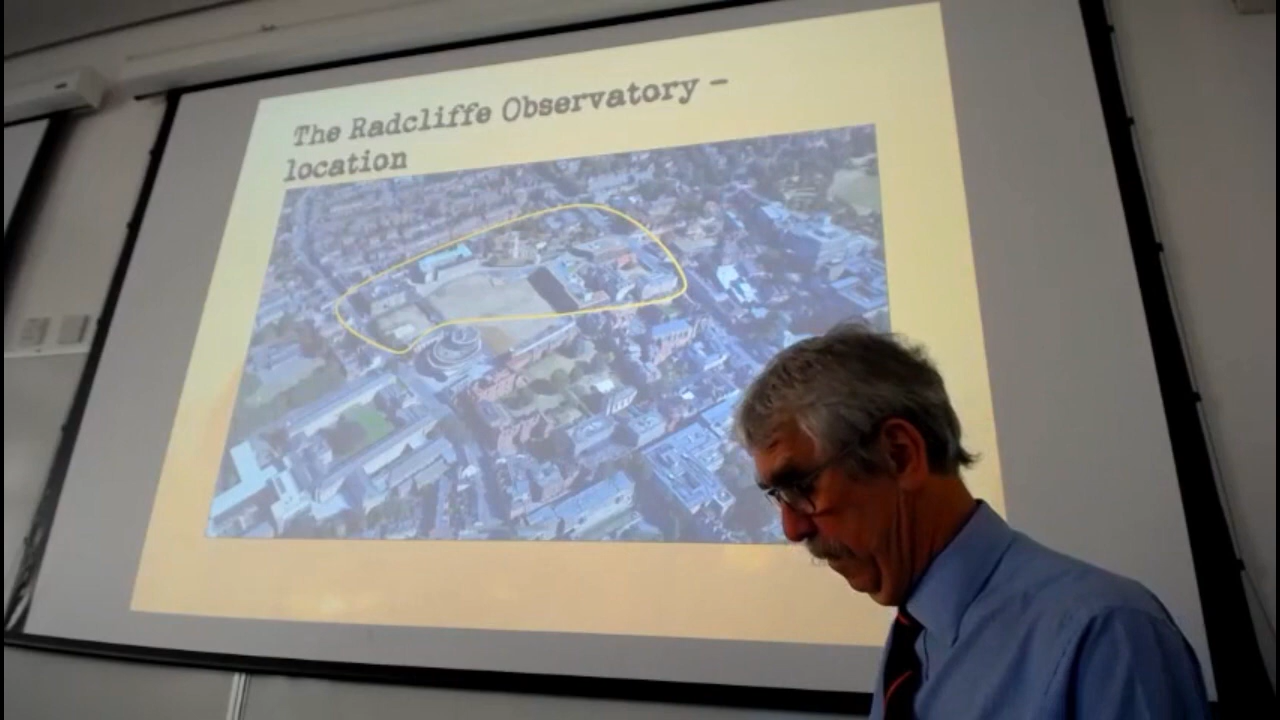 The Radcliffe Observatory –
location